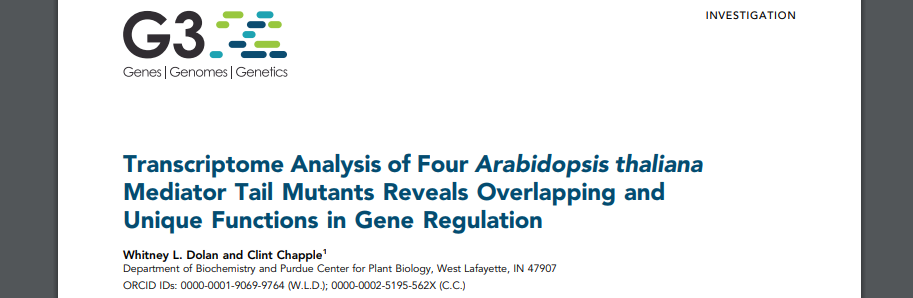 INVESTIGATION
G3
Genes | Genomes | Genetics
Transcriptome Analysis of Four Arabidopsis thaliana
Mediator Tail Mutants Reveals Overlapping and
Unique Functions in Gene Regulation
Whitney L. Dolan and Clint Chapple¹
Department of Biochemistry and Purdue Center for Plant Biology, West Lafayette, IN 47907
ORCID IDs: 0000-0001-9069-9764 (W.L.D.); 0000-0002-5195-562X (C.C.)